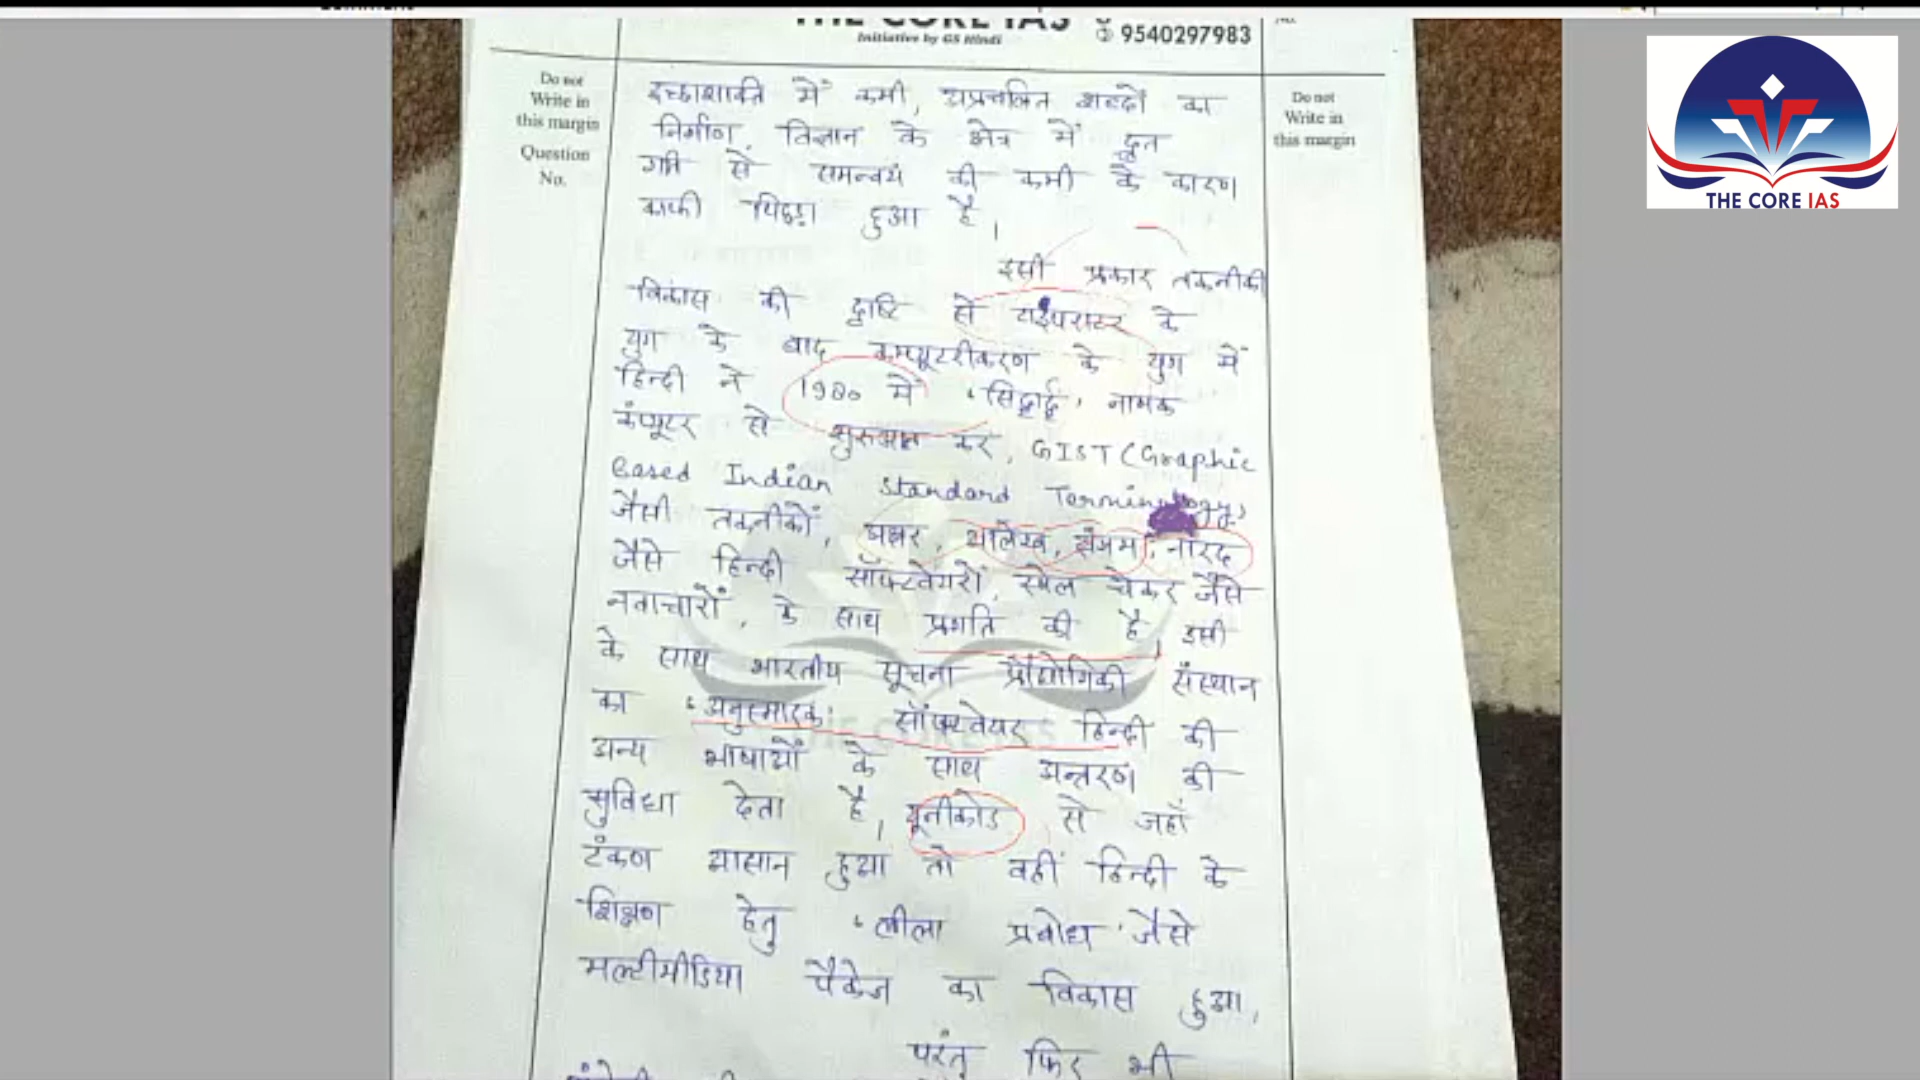 THE CORE IAS
Initiative by GS Hindi
9540297983
No.
Do not
Write in
this margin
Question
No.
Do not
Write in
this margin
THE CORE IAS
इच्छाशक्ति में कमी, अप्रचलित शब्दों का
निर्माण, विज्ञान के क्षेत्र में द्रुत
गति से समन्वय की कमी के कारण
काफी पिछड़ा हुआ है।
इसी प्रकार तकनीकी
विकास की दृष्टि से टाईपराटर के
युग के बाद कम्प्यूटरीकरण के युग में
हिन्दी ने 1980 में 'सिद्धार्द्ध' नामक
कंप्यूटर से शुरुआत कर, GIST (Graphic
Based Indian Standard Terminology)
जैसी तकनीकों, अक्षर, आलेख, संगम, नारद
जैसे हिन्दी सॉफ्टवेयरों, स्पेल चेकर जैसे
नवाचारों, के साथ प्रगति की है। इसी
के साथ भारतीय सूचना प्रौद्योगिकी संस्थान
का 'अनुस्मारक' सॉफ्टवेयर हिन्दी की
अन्य भाषाओं के साथ अन्तरण की
सुविधा देता है। यूनीकोड से जहाँ
टंकण आसान हुआ तो वहीं हिन्दी के
शिक्षण हेतु 'लीला प्रबोध' जैसे
मल्टीमीडिया पैकेज का विकास हुआ।
परंतु फिर भी